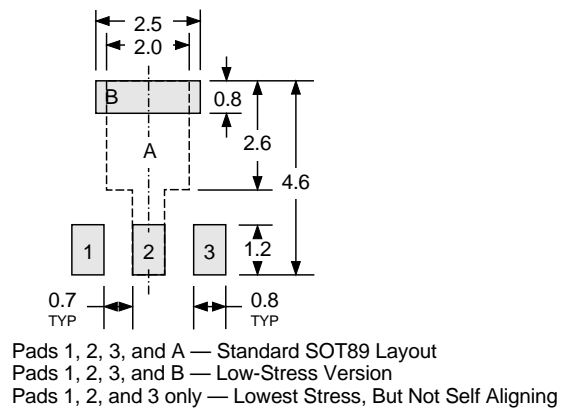 2.5
2.0
B
0.8
A
2.6
4.6
1
2
3
1.2
0.7
TYP
0.8
TYP
Pads 1, 2, 3, and A — Standard SOT89 Layout
Pads 1, 2, 3, and B — Low-Stress Version
Pads 1, 2, and 3 only — Lowest Stress, But Not Self Aligning